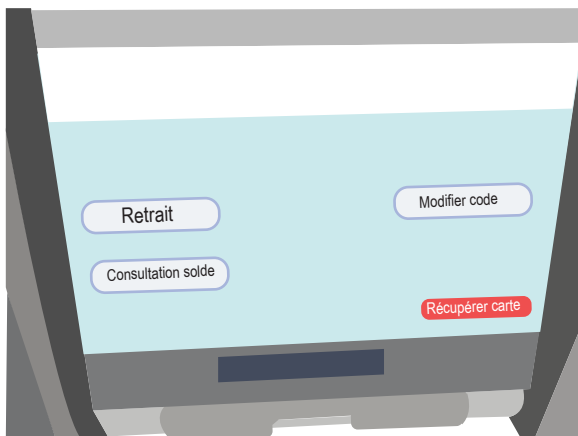 Retrait
Modifier code
Consultation solde
Récupérer carte